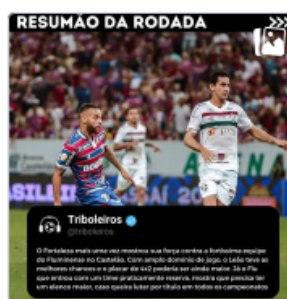 RESUMÃO DA RODADA
Triboleiros
@triboleiros
O Fortaleza mais uma vez mostrou sua força contra a fortíssima equipe
do Fluminense no Castelão. Com amplo domínio de jogo, o Leão teve as
melhores chances e o placar de 4x2 poderia ser ainda maior. Já o Flu
que entrou com um time praticamente reserva, mostra que precisa ter
um elenco maior, caso queira lutar por título em todos os campeonatos